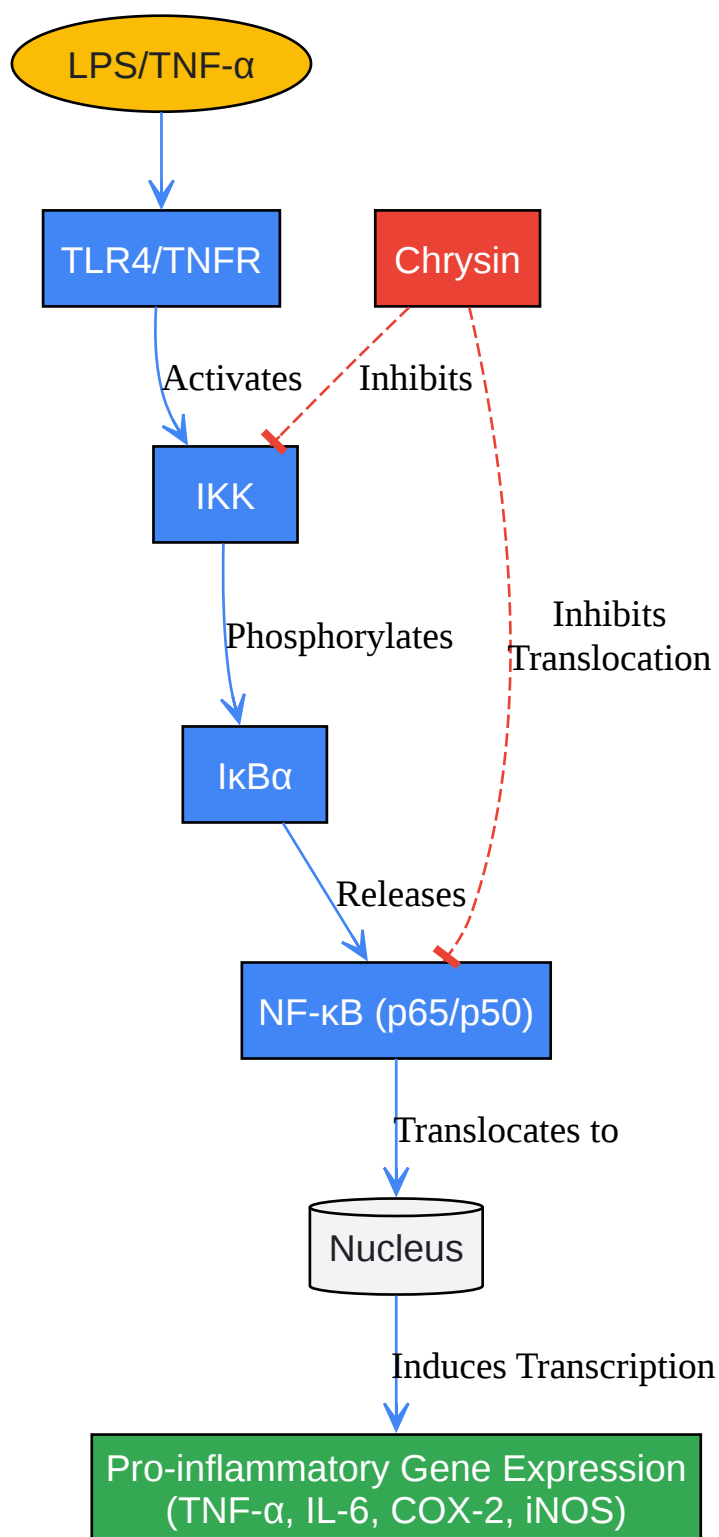 LPS/TNF-α
TLR4/TNFR
Chrysin
Activates
Inhibits
IKK
Phosphorylates
Inhibits
Translocation
IκBα
Releases
NF-κB (p65/p50)
Translocates to
Nucleus
Induces Transcription
Pro-inflammatory Gene Expression
(TNF-α, IL-6, COX-2, iNOS)